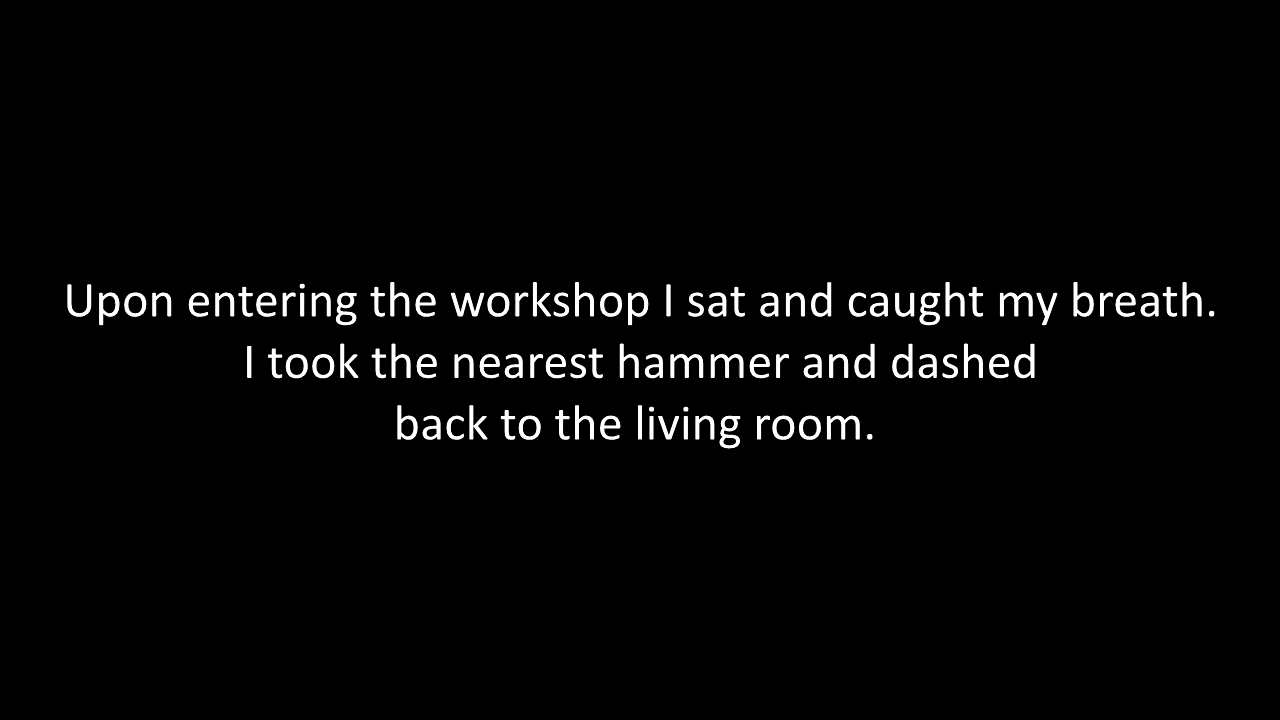 Upon entering the workshop I sat and caught my breath.
I took the nearest hammer and dashed
back to the living room.